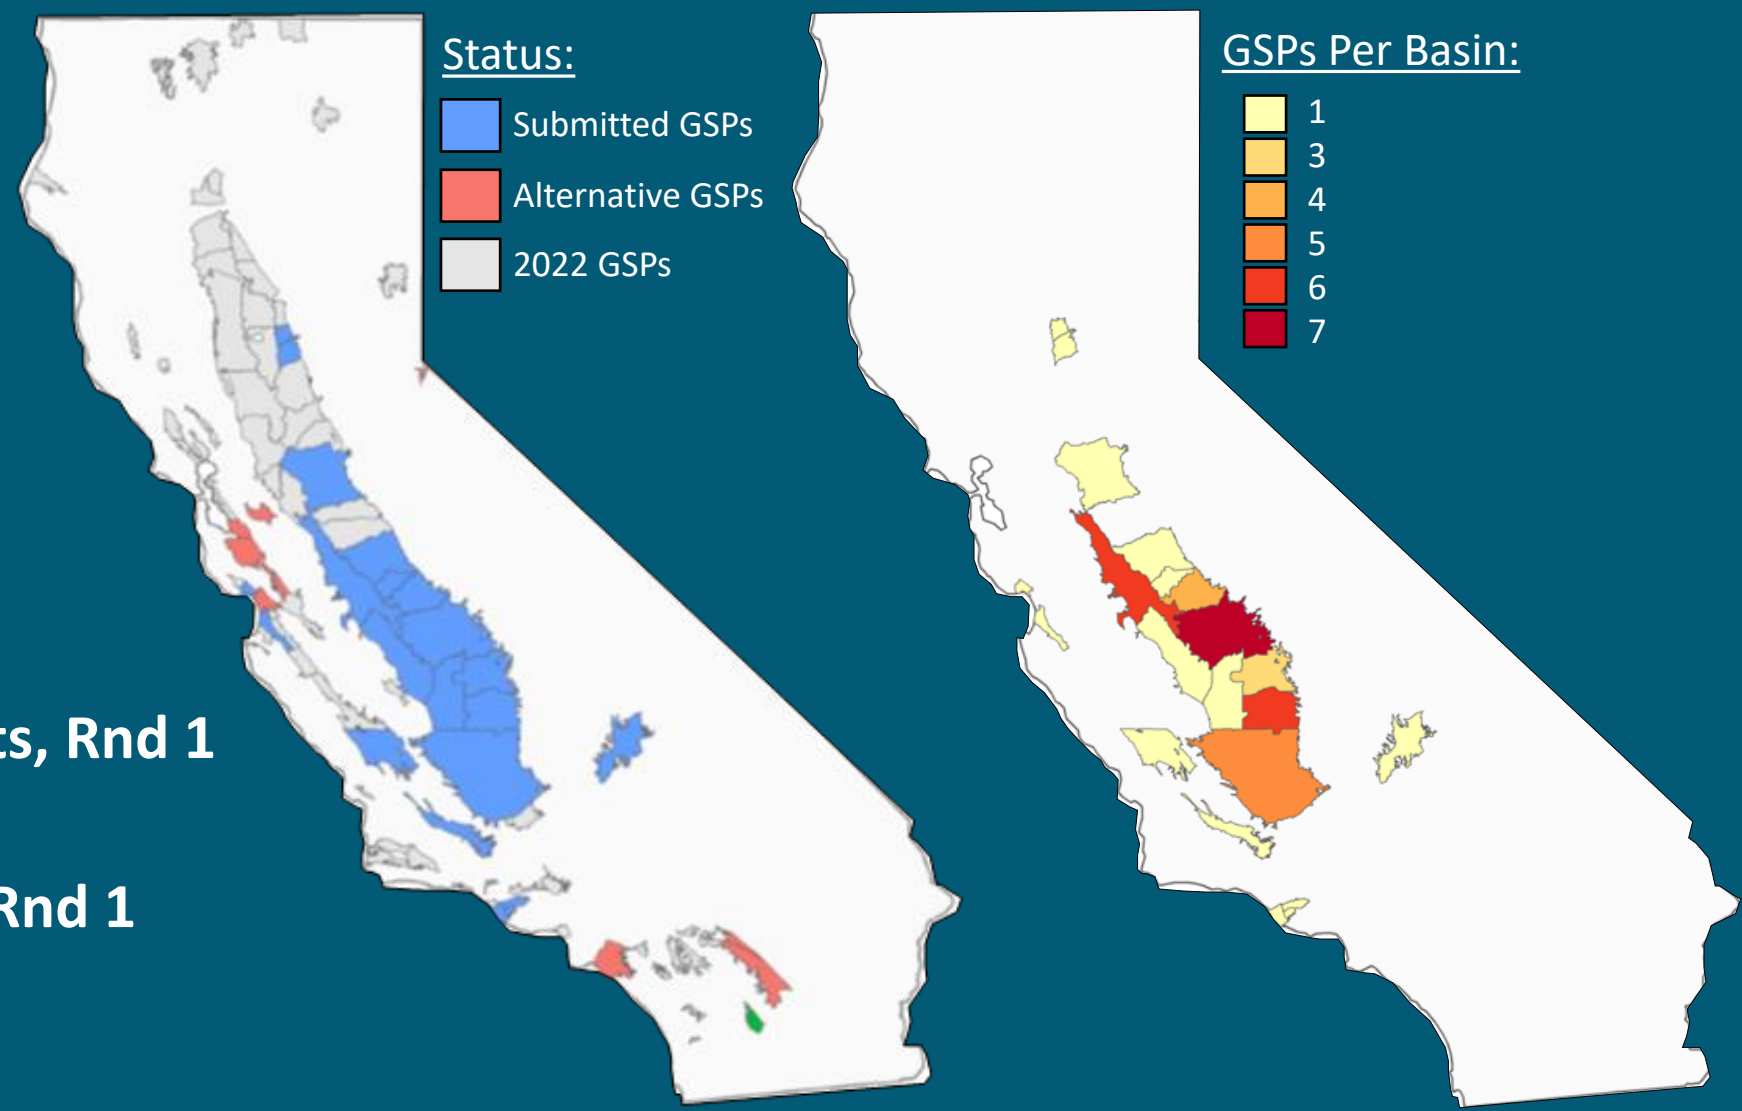 Status:
Submitted GSPs
Alternative GSPs
2022 GSPs
GSPs Per Basin:
1
3
4
5
6
7
Rnd 1
Rnd 1